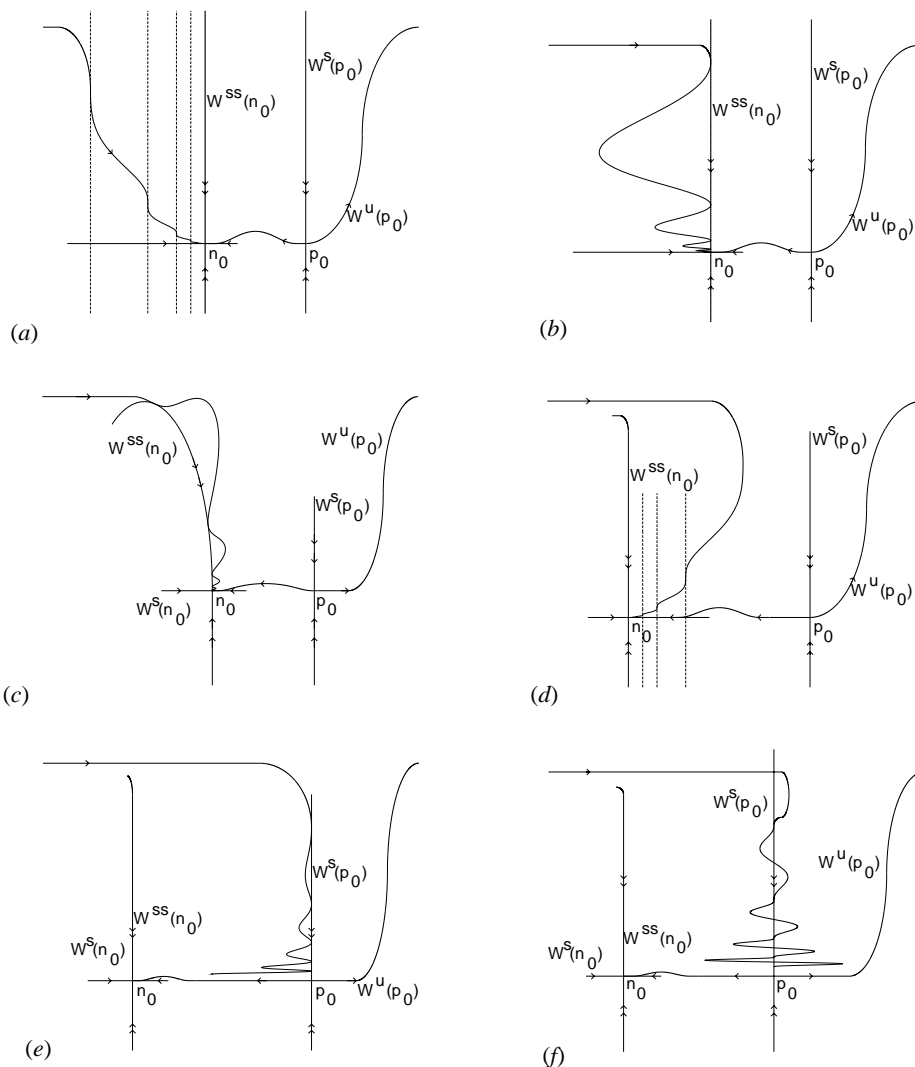 W^s(p_0)
W^ss(n_0)
W^u(p_0)
n_0
p_0
(a)
W^s(p_0)
W^ss(n_0)
W^u(p_0)
n_0
p_0
(b)
W^ss(n_0)
W^u(p_0)
W^s(p_0)
W^s(n_0)
n_0
p_0
(c)
W^s(p_0)
W^ss(n_0)
W^u(p_0)
n_0
p_0
(d)
W^s(p_0)
W^ss(n_0)
W^s(n_0)
n_0
p_0
W^u(p_0)
(e)
W^s(p_0)
W^u(p_0)
W^s(n_0)
W^ss(n_0)
n_0
p_0
(f)